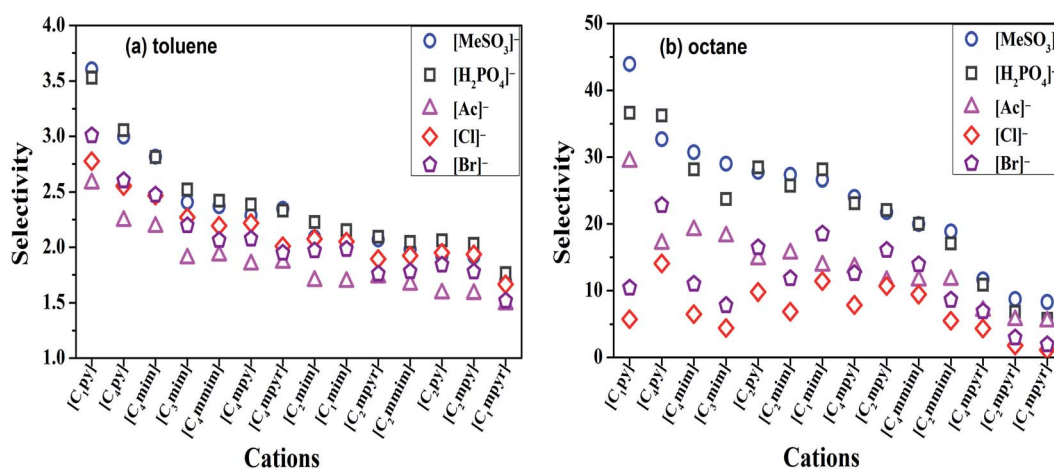 (a) toluene
[MeSO₃]⁻
[H₂PO₄]⁻
[Ac]⁻
[Cl]⁻
[Br]⁻
4.0
3.5
3.0
2.5
2.0
1.5
1.0
Selectivity
[C₁py]
[C₄py]
[C₄mim]
[C₃mim]
[C₄mmim]
[C₄mpy]
[C₄mpyr]
[C₂mim]
[C₁mim]
[C₂mpyr]
[C₂mmim]
[C₂py]
[C₂mpy]
[C₁mpyr]
Cations
(b) octane
[MeSO₃]⁻
[H₂PO₄]⁻
[Ac]⁻
[Cl]⁻
[Br]⁻
50
40
30
20
10
0
Selectivity
[C₁py]
[C₄py]
[C₄mim]
[C₃mim]
[C₂py]
[C₂mim]
[C₁mim]
[C₄mpy]
[C₂mpy]
[C₄mmim]
[C₂mmim]
[C₄mpyr]
[C₂mpyr]
[C₁mpyr]
Cations